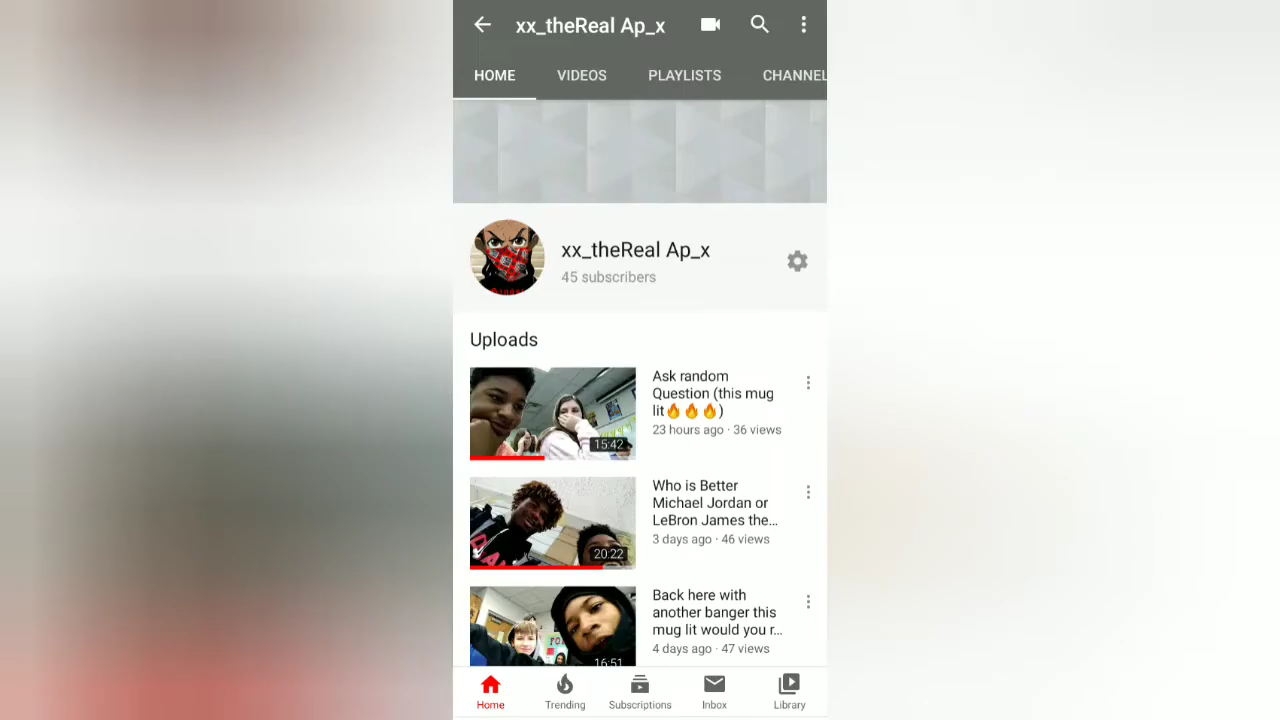 xx_theReal Ap_x
HOME VIDEOS PLAYLISTS CHANNEL
xx_theReal Ap_x
45 subscribers
Uploads
Ask random
Question (this mug
lit🔥🔥🔥)
23 hours ago · 36 views
15:42
Who is Better
Michael Jordan or
LeBron James the...
3 days ago · 46 views
20:22
Back here with
another banger this
mug lit would you r...
4 days ago · 47 views
16:51
Home Trending Subscriptions Inbox Library